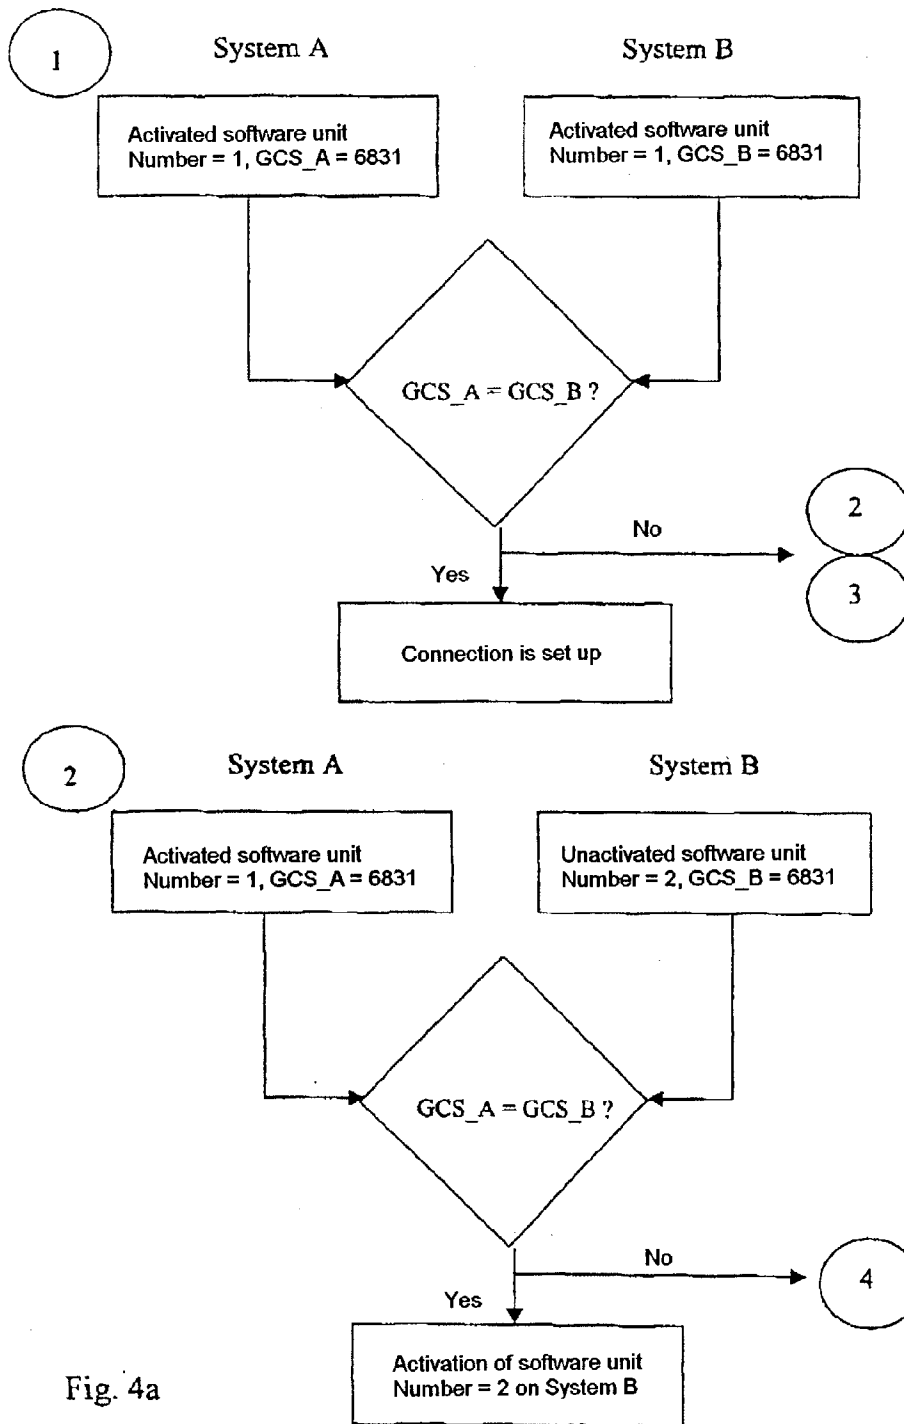 1
System A
System B
Activated software unit
Number = 1, GCS_A = 6831
Activated software unit
Number = 1, GCS_B = 6831
GCS_A = GCS_B ?
No
2
Yes
3
Connection is set up
2
System A
System B
Activated software unit
Number = 1, GCS_A = 6831
Unactivated software unit
Number = 2, GCS_B = 6831
GCS_A = GCS_B ?
No
4
Yes
Activation of software unit
Number = 2 on System B
Fig. 4a